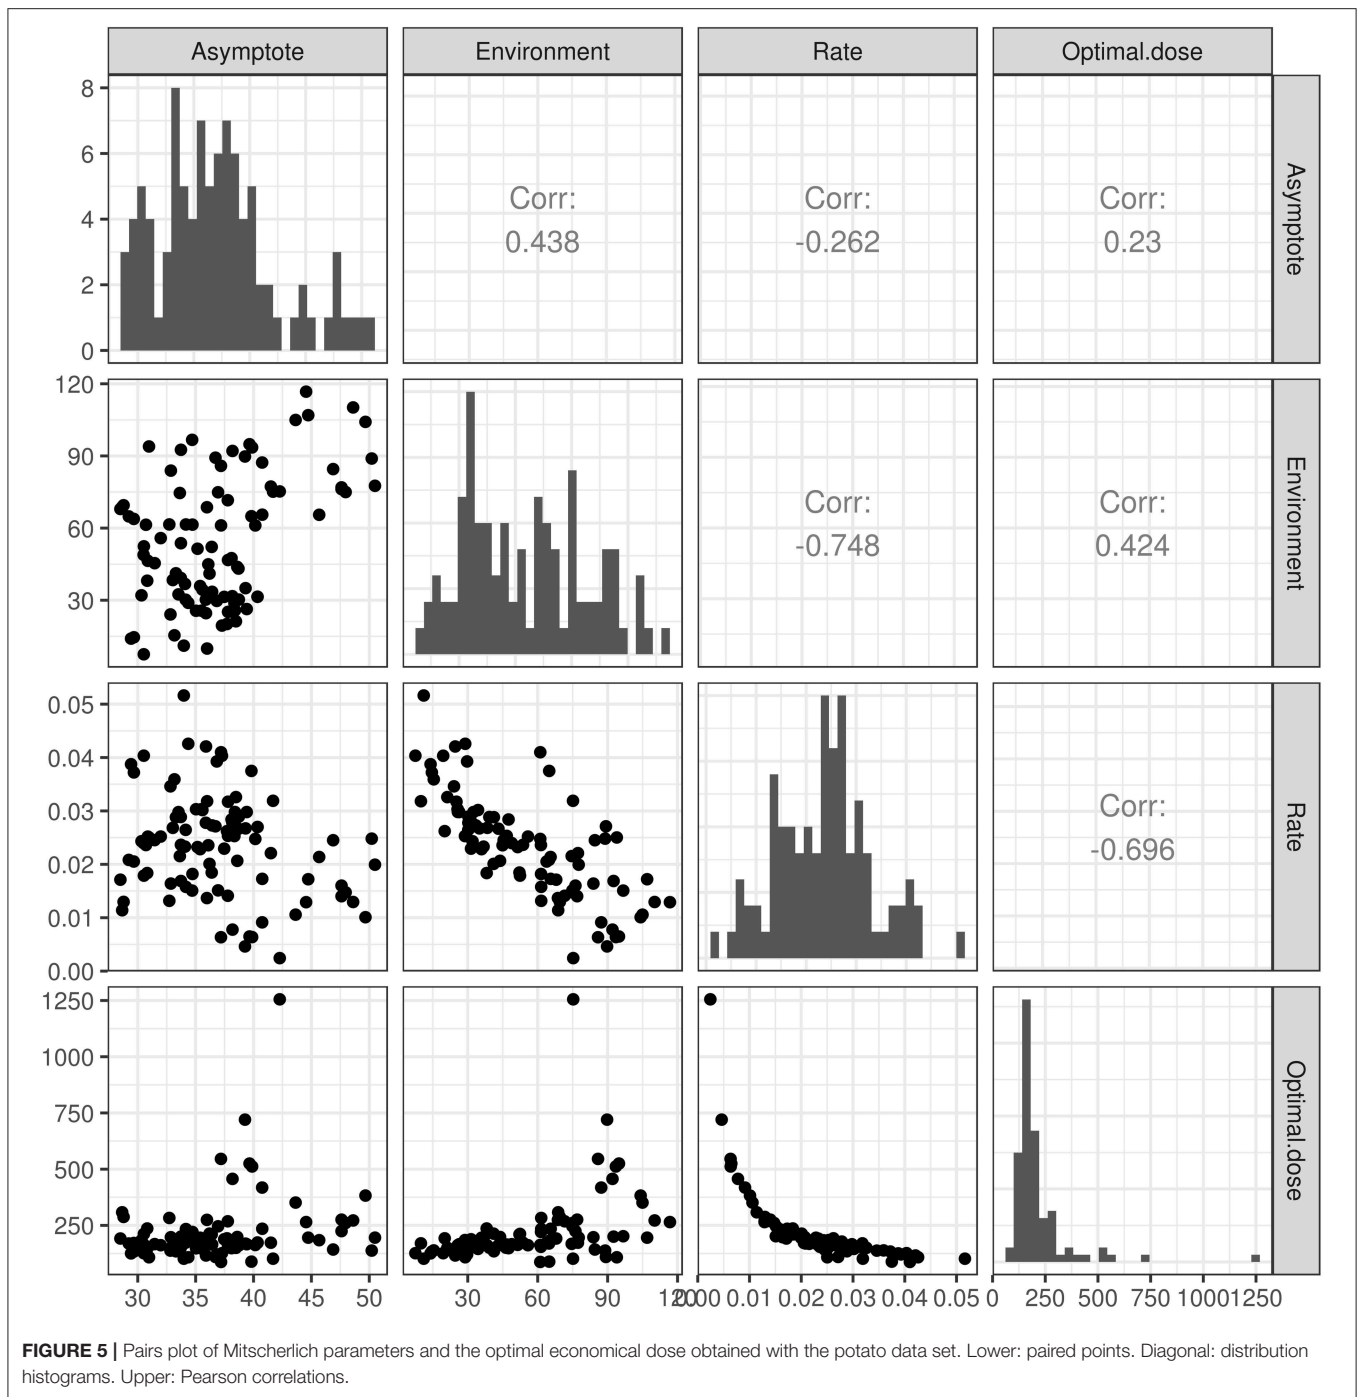 Asymptote Environment Rate Optimal.dose
8
6
4
2
0
Corr:
0.438
Corr:
-0.262
Corr:
0.23
Asymptote
120
90
60
30
Corr:
-0.748
Corr:
0.424
Environment
0.05
0.04
0.03
0.02
0.01
0.00
Corr:
-0.696
Rate
1250
1000
750
500
250
Optimal.dose
30 35 40 45 50 30 60 90 120 0.00 0.01 0.02 0.03 0.04 0.05 0 250 500 750 1000 1250
FIGURE 5 | Pairs plot of Mitscherlich parameters and the optimal economical dose obtained with the potato data set. Lower: paired points. Diagonal: distribution
histograms. Upper: Pearson correlations.